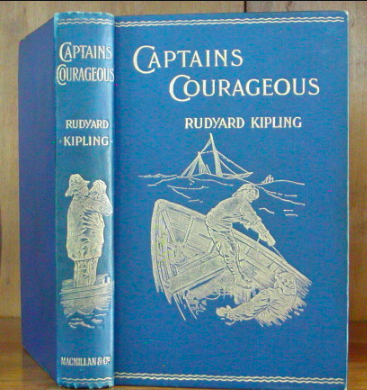 CAPTAINS
COURAGEOUS
RUDYARD
KIPLING
MACMILLAN & Co.
CAPTAINS
COURAGEOUS
RUDYARD KIPLING